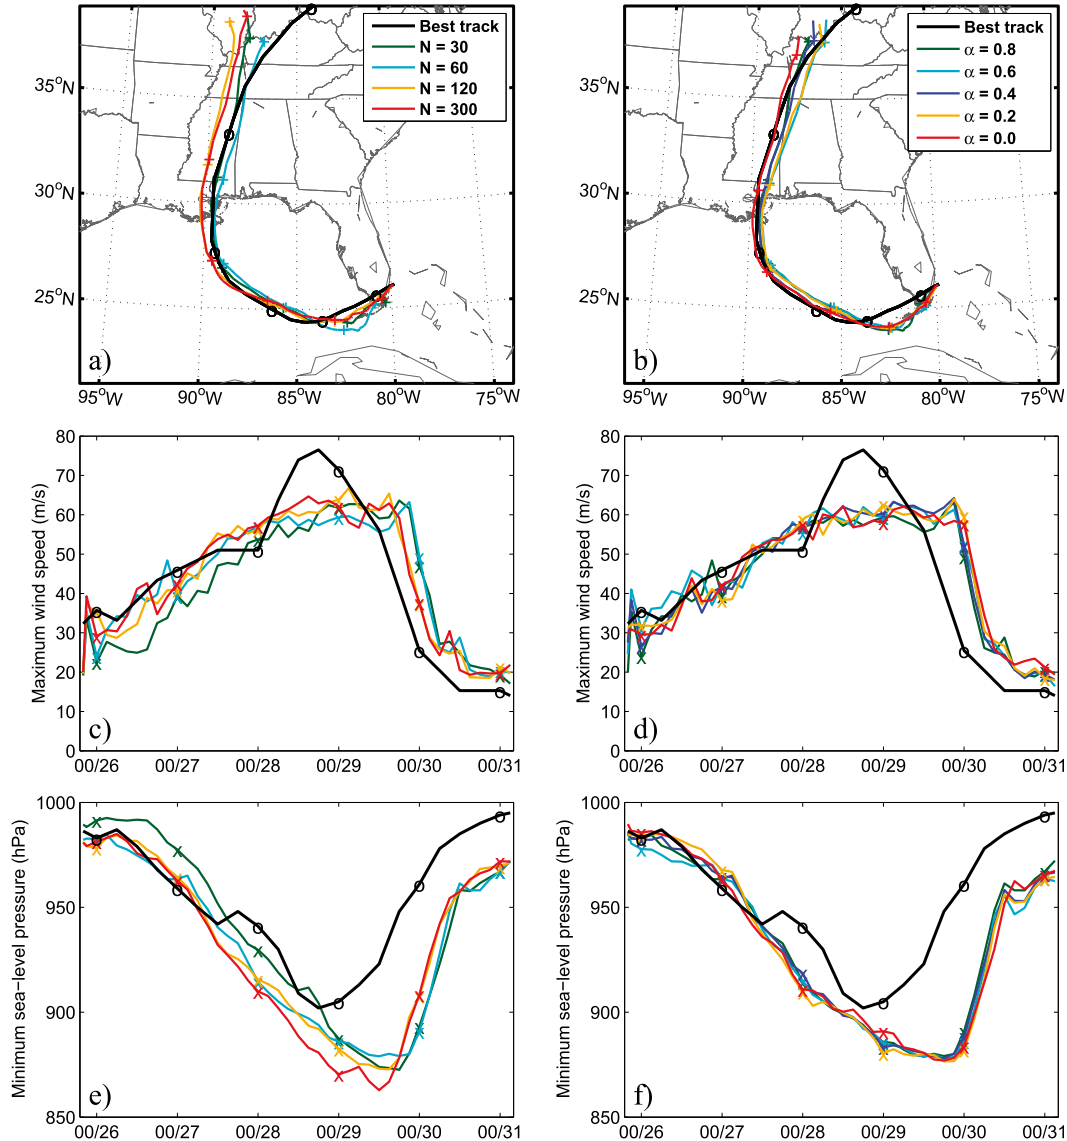 Best track
N = 30
N = 60
N = 120
N = 300
35°N
30°N
25°N
a)
95°W
90°W
85°W
80°W
75°W
Best track
α = 0.8
α = 0.6
α = 0.4
α = 0.2
α = 0.0
35°N
30°N
25°N
b)
95°W
90°W
85°W
80°W
75°W
Maximum wind speed (m/s)
80
70
60
50
40
30
20
10
0
c)
00/26
00/27
00/28
00/29
00/30
00/31
Maximum wind speed (m/s)
80
70
60
50
40
30
20
10
0
d)
00/26
00/27
00/28
00/29
00/30
00/31
Minimum sea−level pressure (hPa)
1000
950
900
850
e)
00/26
00/27
00/28
00/29
00/30
00/31
Minimum sea−level pressure (hPa)
1000
950
900
850
f)
00/26
00/27
00/28
00/29
00/30
00/31